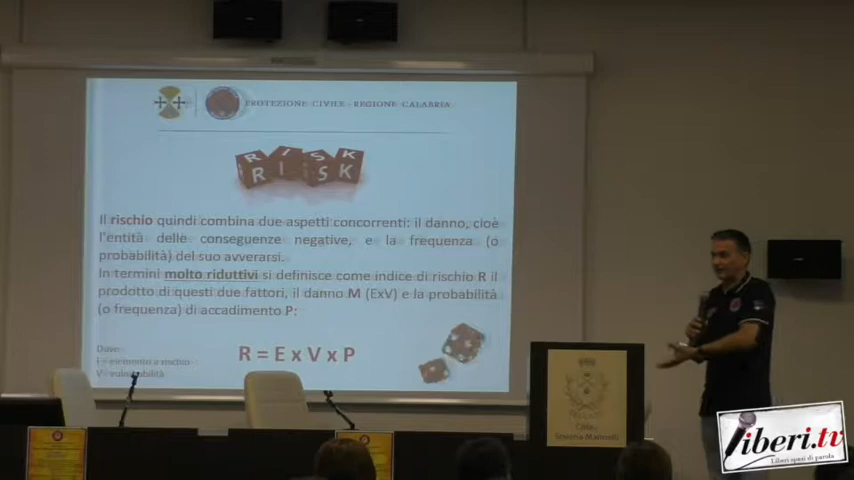 PROTEZIONE CIVILE - REGIONE CALABRIA
RISK
RISK
Il rischio quindi combina due aspetti concorrenti: il danno, cioè
l'entità delle conseguenze negative, e la frequenza (o
probabilità) del suo avverarsi.
In termini molto riduttivi si definisce come indice di rischio R il
prodotto di questi due fattori, il danno M (ExV) e la probabilità
(o frequenza) di accadimento P:
Dove:
a rischio
R = E x V x P
Città
Soveria Mannelli
liberi.tv
Liberi spazi di parola